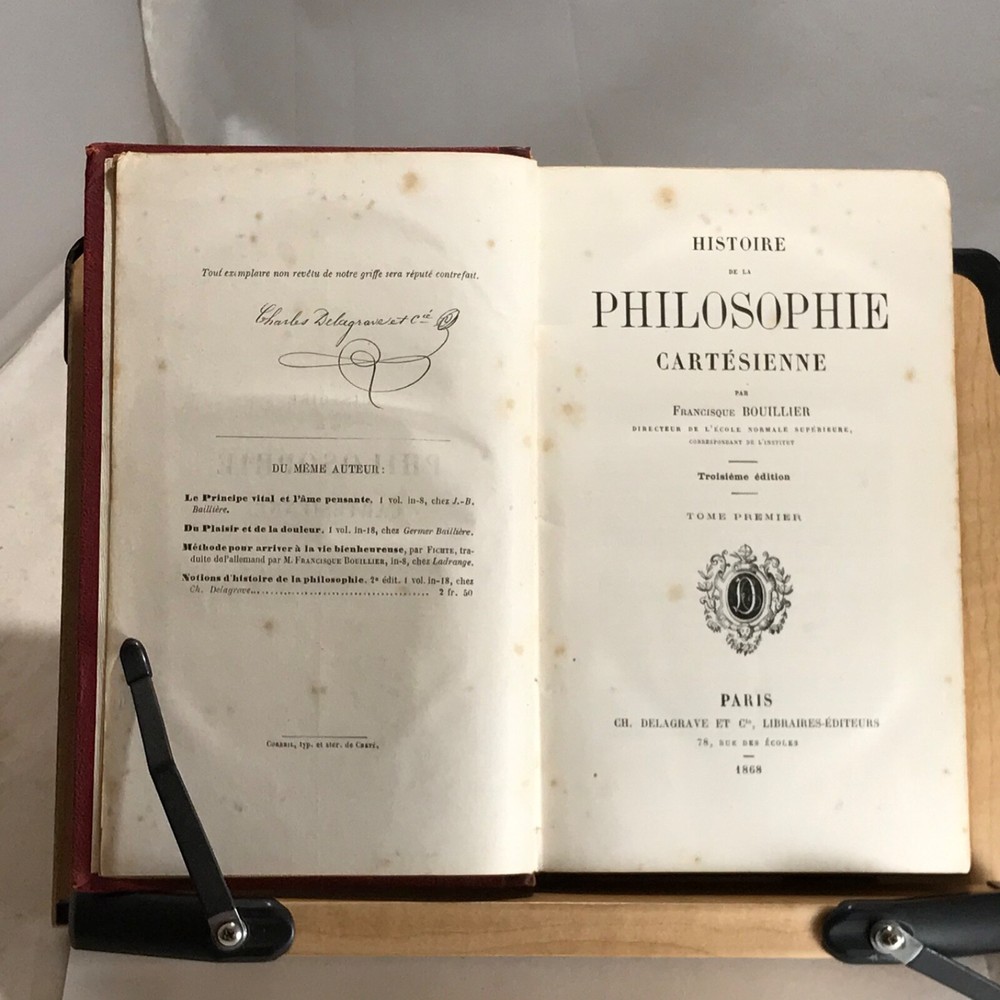 Tout exemplaire non revêtu de notre griffe sera réputé contrefait.
Charles Delagrave et Cie
DU MÊME AUTEUR:
Le Principe vital et l'âme pensante, 1 vol. in-8, chez J.-B.
Baillière.
Du Plaisir et de la douleur, 1 vol. in-18, chez Germer Baillière.
Méthode pour arriver à la vie bienheureuse, par FICHTE, tra-
duite de l'allemand par M. FRANCISQUE BOUILLIER, in-8, chez Ladrange.
Notions d'histoire de la philosophie, 2e édit. 1 vol. in-18, chez
Ch. Delagrave.......................................... 2 fr. 50
CORBEIL, typ. et stér. de CRÉTÉ.
HISTOIRE
DE LA
PHILOSOPHIE
CARTÉSIENNE
PAR
FRANCISQUE BOUILLIER
DIRECTEUR DE L'ÉCOLE NORMALE SUPÉRIEURE,
CORRESPONDANT DE L'INSTITUT
Troisième édition
TOME PREMIER
D
PARIS
CH. DELAGRAVE ET Cie, LIBRAIRES-ÉDITEURS
78, RUE DES ÉCOLES
1868